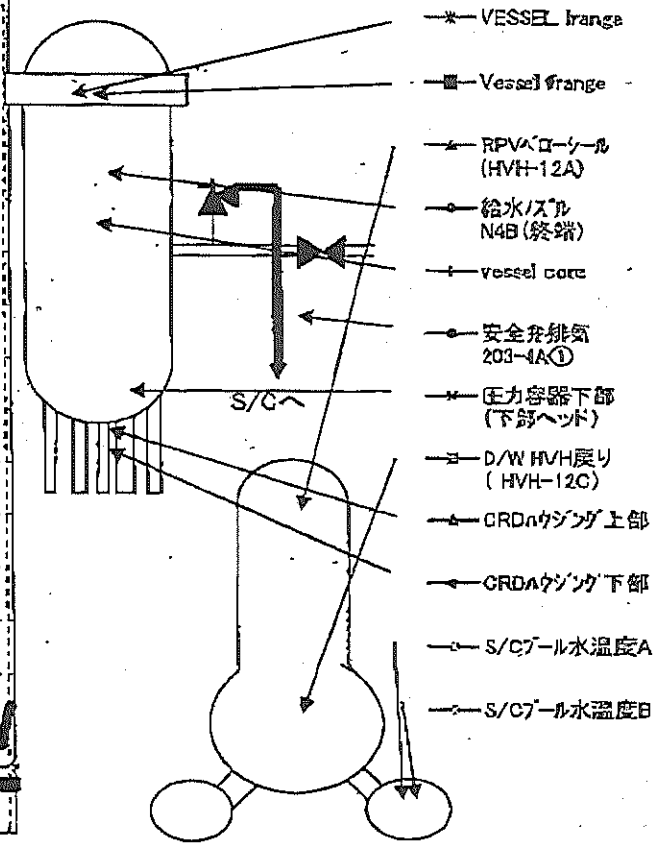 VESSEL frange
Vessel frange
RPVベローシール
(HVH-12A)
給水ノズル
N4B(終端)
vessel core
安全弁排気
203-4A①
S/Cへ
圧力容器下部
(下部ヘッド)
D/W HVH戻り
( HVH-12C)
CRDハウジング上部
CRDハウジング下部
S/Cプール水温度A
S/Cプール水温度B